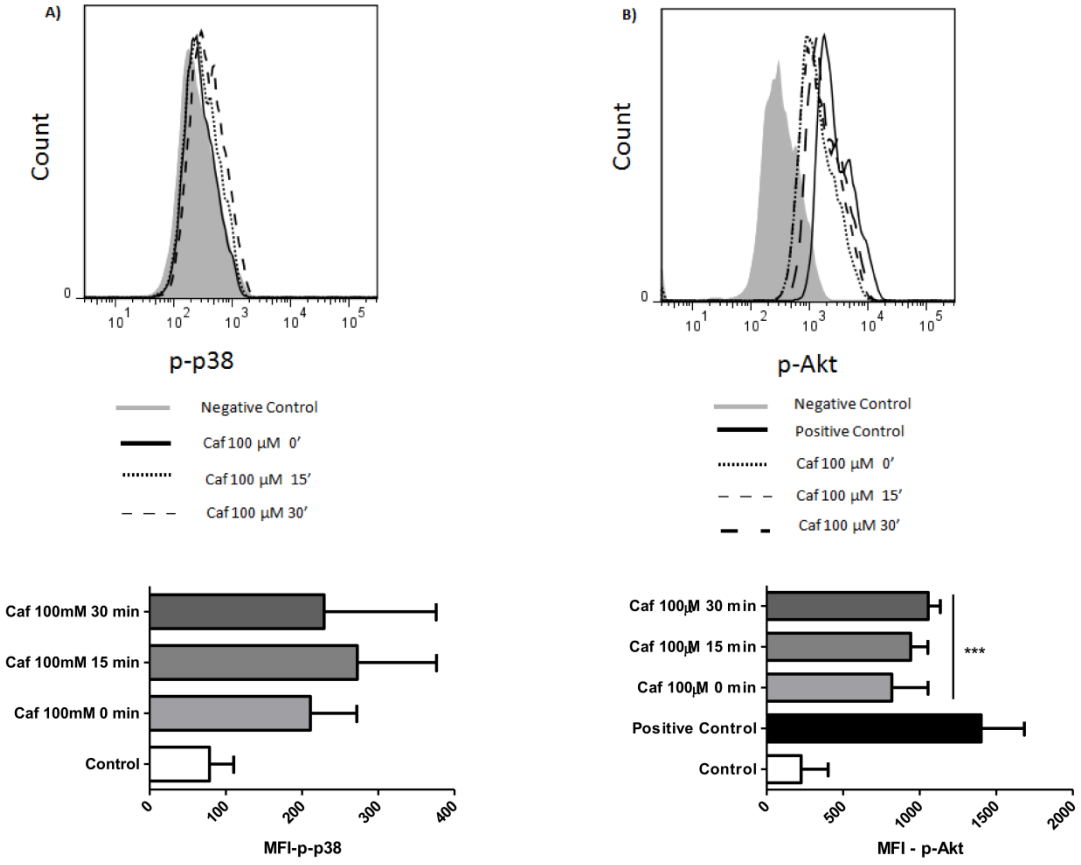 A)
Count
0
10^1 10^2 10^3 10^4 10^5
p-p38
Negative Control
Caf 100 µM 0’
Caf 100 µM 15’
Caf 100 µM 30’
Caf 100mM 30 min
Caf 100mM 15 min
Caf 100mM 0 min
Control
0 100 200 300 400
MFI-p-p38
B)
Count
0
10^1 10^2 10^3 10^4 10^5
p-Akt
Negative Control
Positive Control
Caf 100 µM 0’
Caf 100 µM 15’
Caf 100 µM 30’
Caf 100µM 30 min
Caf 100µM 15 min
Caf 100µM 0 min
Positive Control
Control
***
0 500 1000 1500 2000
MFI - p-Akt